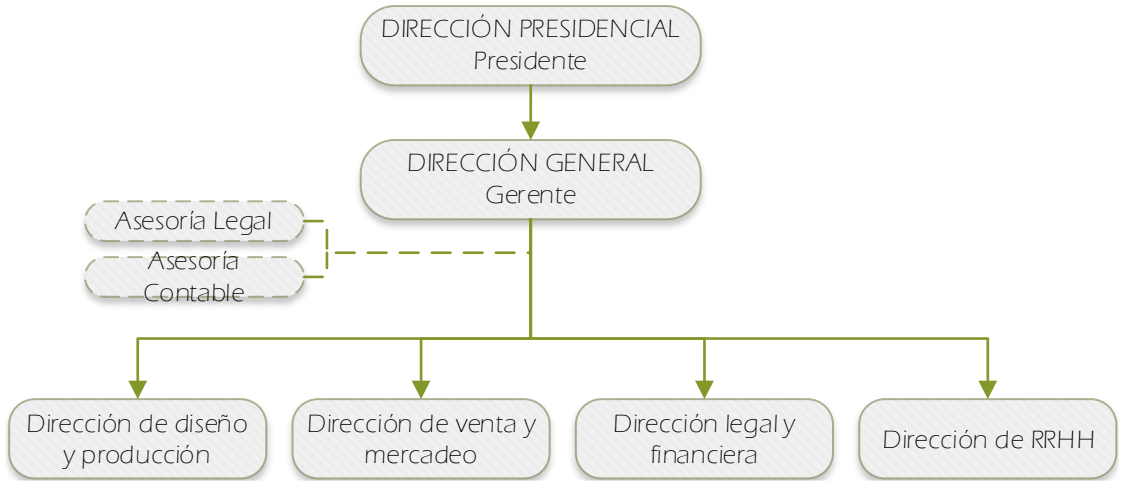 DIRECCIÓN PRESIDENCIAL
Presidente
DIRECCIÓN GENERAL
Gerente
Asesoría Legal
Asesoría
Contable
Dirección de diseño
y producción
Dirección de venta y
mercadeo
Dirección legal y
financiera
Dirección de RRHH